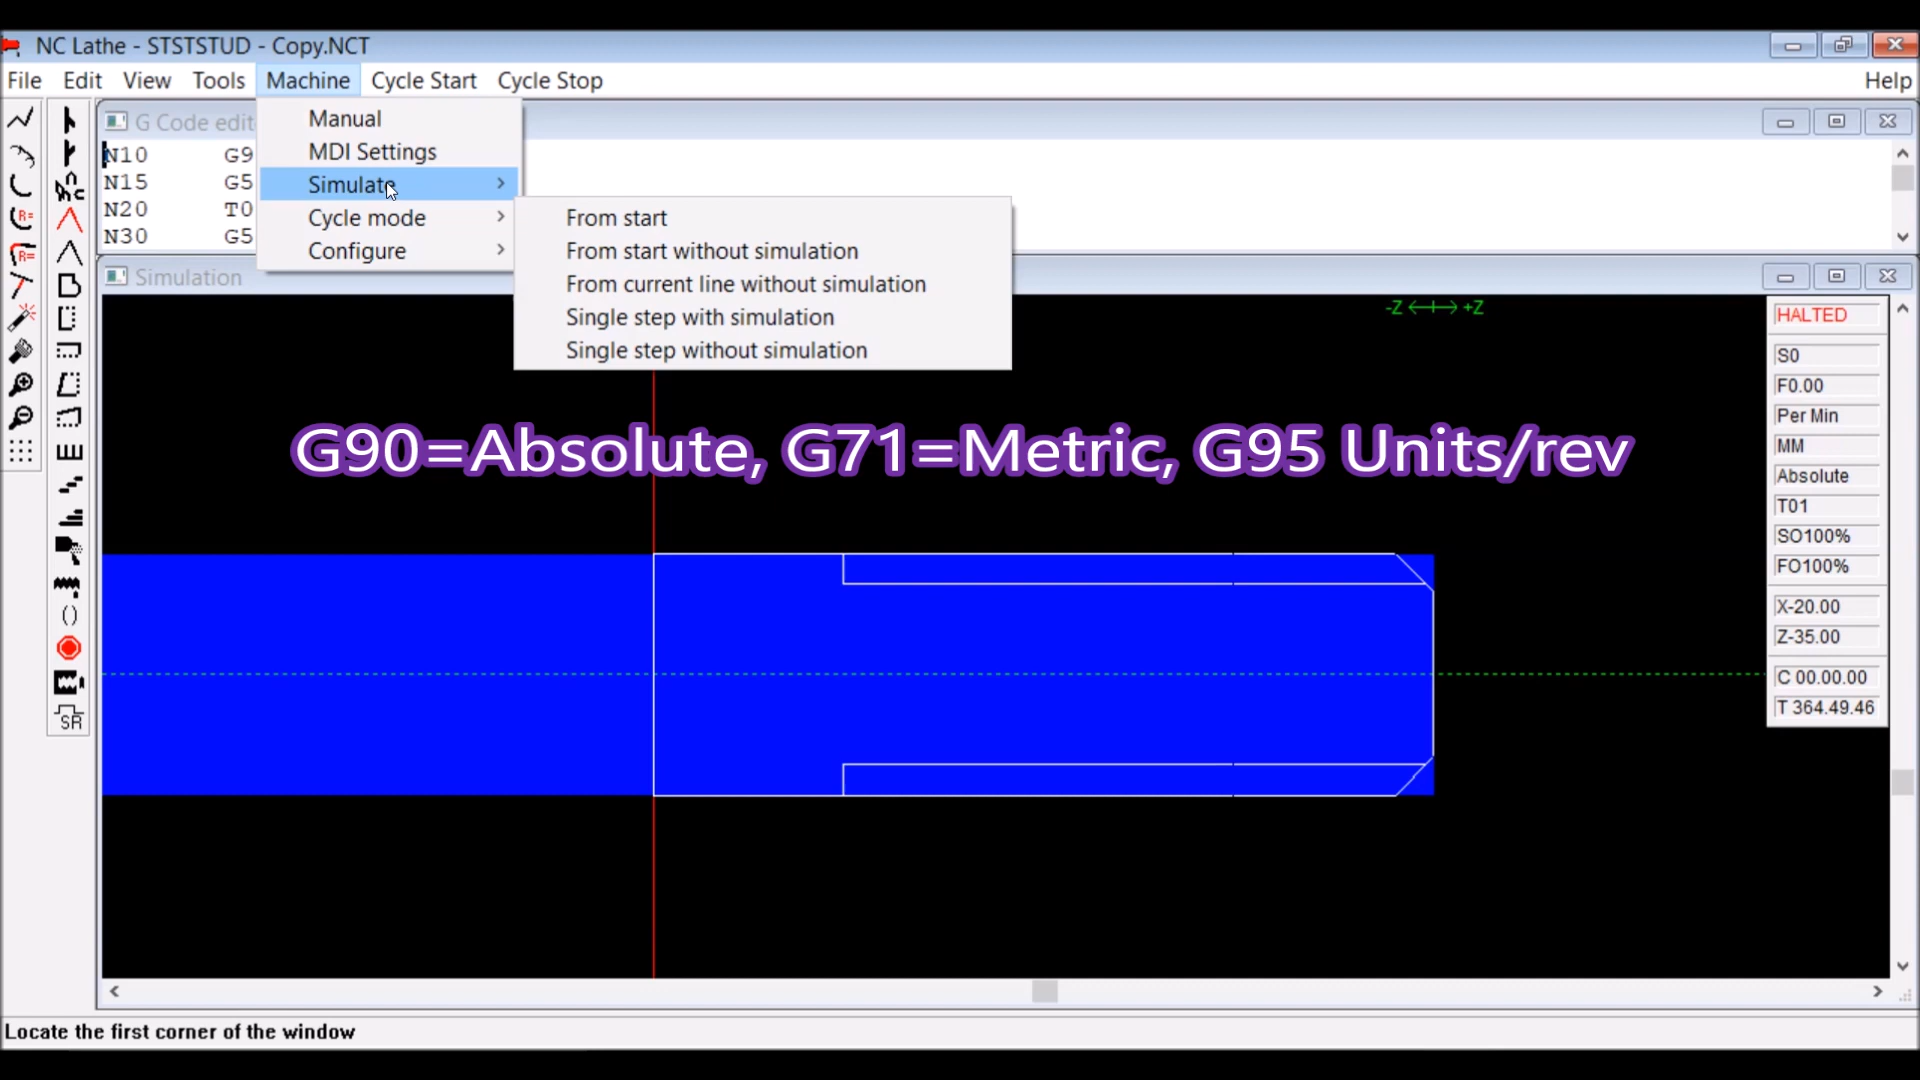 NC Lathe - STSTSTUD - Copy.NCT
File Edit View Tools Machine Cycle Start Cycle Stop Help
G Code edit
Manual
MDI Settings
Simulate
Cycle mode
Configure
N10 G9
N15 G5
N20 T0
N30 G5
From start
From start without simulation
From current line without simulation
Single step with simulation
Single step without simulation
Simulation
-Z +Z
G90=Absolute, G71=Metric, G95 Units/rev
HALTED
S0
F0.00
Per Min
MM
Absolute
T01
SO100%
FO100%
X-20.00
Z-35.00
C 00.00.00
T 364.49.46
R=
R=
()
SR
Locate the first corner of the window